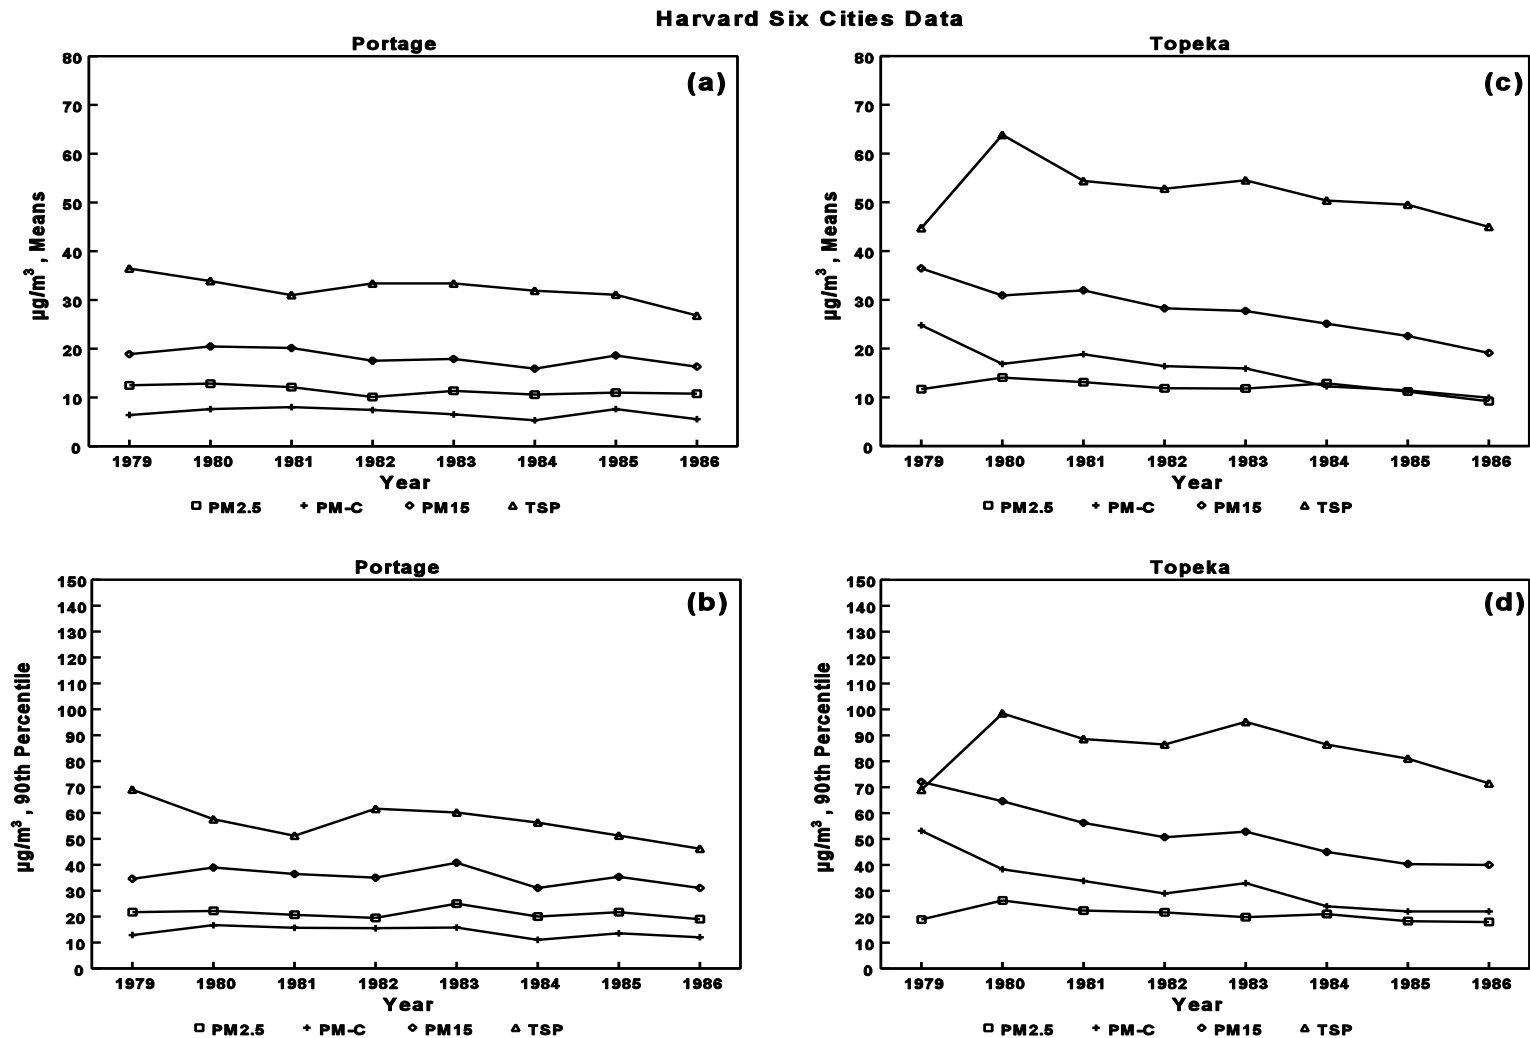 Harvard Six Cities Data
Portage
(a)
80
70
60
50
40
30
20
10
0
µg/m³ , Means
1979 1980 1981 1982 1983 1984 1985 1986
Year
PM2.5 PM-C PM15 TSP
Topeka
(c)
80
70
60
50
40
30
20
10
0
µg/m³ , Means
1979 1980 1981 1982 1983 1984 1985 1986
Year
PM2.5 PM-C PM15 TSP
Portage
(b)
150
140
130
120
110
100
90
80
70
60
50
40
30
20
10
0
µg/m³ , 90th Percentile
1979 1980 1981 1982 1983 1984 1985 1986
Year
PM2.5 PM-C PM15 TSP
Topeka
(d)
150
140
130
120
110
100
90
80
70
60
50
40
30
20
10
0
µg/m³ , 90th Percentile
1979 1980 1981 1982 1983 1984 1985 1986
Year
PM2.5 PM-C PM15 TSP